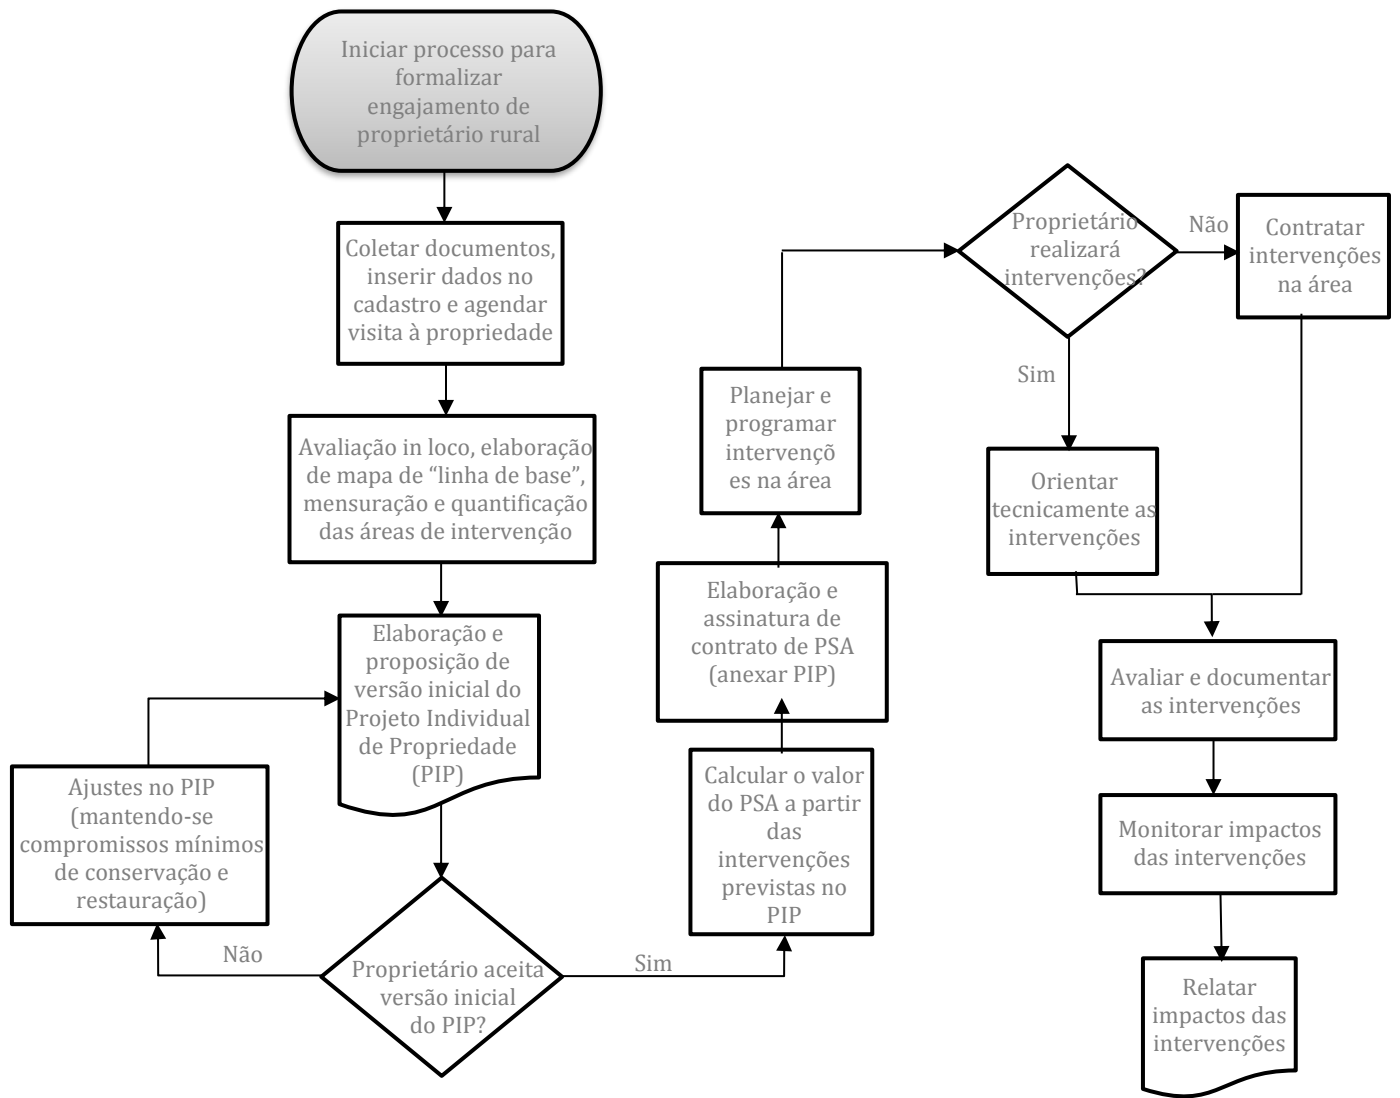 Iniciar processo para
formalizar
engajamento de
proprietário rural
Coletar documentos,
inserir dados no
cadastro e agendar
visita à propriedade
Avaliação in loco, elaboração
de mapa de “linha de base”,
mensuração e quantificação
das áreas de intervenção
Elaboração e
proposição de
versão inicial do
Projeto Individual
de Propriedade
(PIP)
Ajustes no PIP
(mantendo-se
compromissos mínimos
de conservação e
restauração)
Não
Proprietário aceita
versão inicial
do PIP?
Sim
Calcular o valor
do PSA a partir
das
intervenções
previstas no
PIP
Elaboração e
assinatura de
contrato de PSA
(anexar PIP)
Planejar e
programar
intervençõ
es na área
Proprietário
realizará
intervenções?
Não
Contratar
intervenções
na área
Sim
Orientar
tecnicamente as
intervenções
Avaliar e documentar
as intervenções
Monitorar impactos
das intervenções
Relatar
impactos das
intervenções